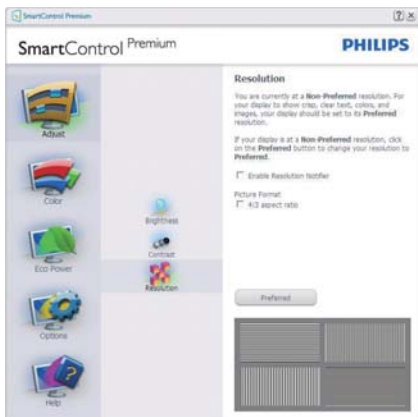 SmartControl Premium
SmartControl Premium
PHILIPS
Adjust
Color
Eco Power
Options
Help
Brightness
Contrast
Resolution
Resolution
You are currently at a Non-Preferred resolution. For
your display to show crisp, clear text, colors, and
images, your display should be set to its Preferred
resolution.
If your display is at a Non-Preferred resolution, click
on the Preferred button to change your resolution to
Preferred.
Enable Resolution Notifier
Picture Format
4:3 aspect ratio
Preferred